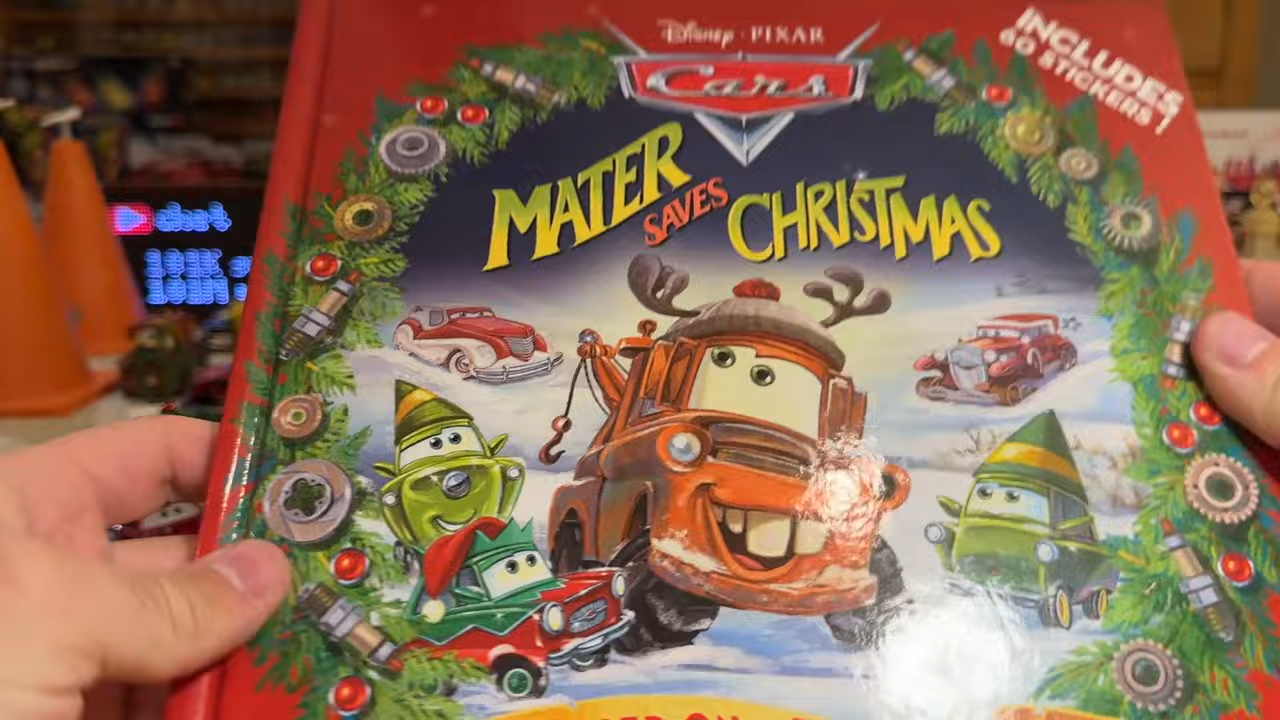 Disney · PIXAR
Cars
INCLUDES
60 STICKERS!
MATER
SAVES
CHRISTMAS